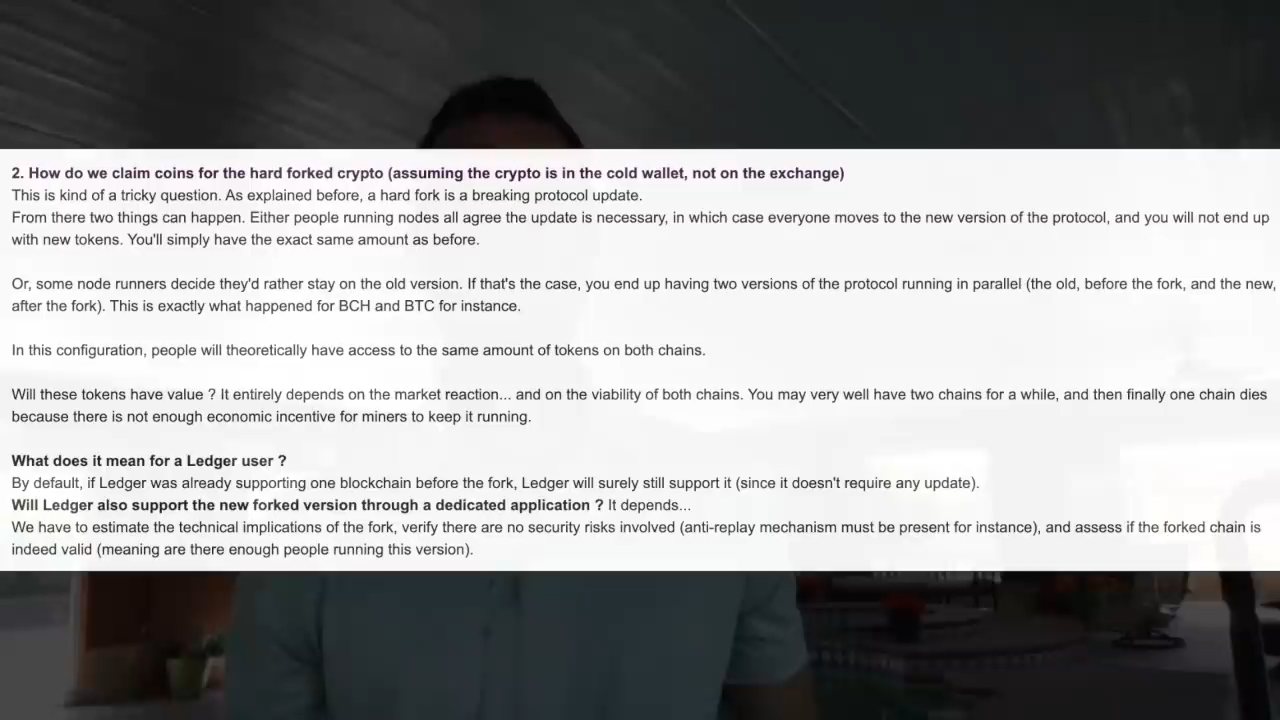 2. How do we claim coins for the hard forked crypto (assuming the crypto is in the cold wallet, not on the exchange)
This is kind of a tricky question. As explained before, a hard fork is a breaking protocol update.
From there two things can happen. Either people running nodes all agree the update is necessary, in which case everyone moves to the new version of the protocol, and you will not end up
with new tokens. You'll simply have the exact same amount as before.
Or, some node runners decide they'd rather stay on the old version. If that's the case, you end up having two versions of the protocol running in parallel (the old, before the fork, and the new,
after the fork). This is exactly what happened for BCH and BTC for instance.
In this configuration, people will theoretically have access to the same amount of tokens on both chains.
Will these tokens have value ? It entirely depends on the market reaction... and on the viability of both chains. You may very well have two chains for a while, and then finally one chain dies
because there is not enough economic incentive for miners to keep it running.
What does it mean for a Ledger user ?
By default, if Ledger was already supporting one blockchain before the fork, Ledger will surely still support it (since it doesn't require any update).
Will Ledger also support the new forked version through a dedicated application ? It depends...
We have to estimate the technical implications of the fork, verify there are no security risks involved (anti-replay mechanism must be present for instance), and assess if the forked chain is
indeed valid (meaning are there enough people running this version).